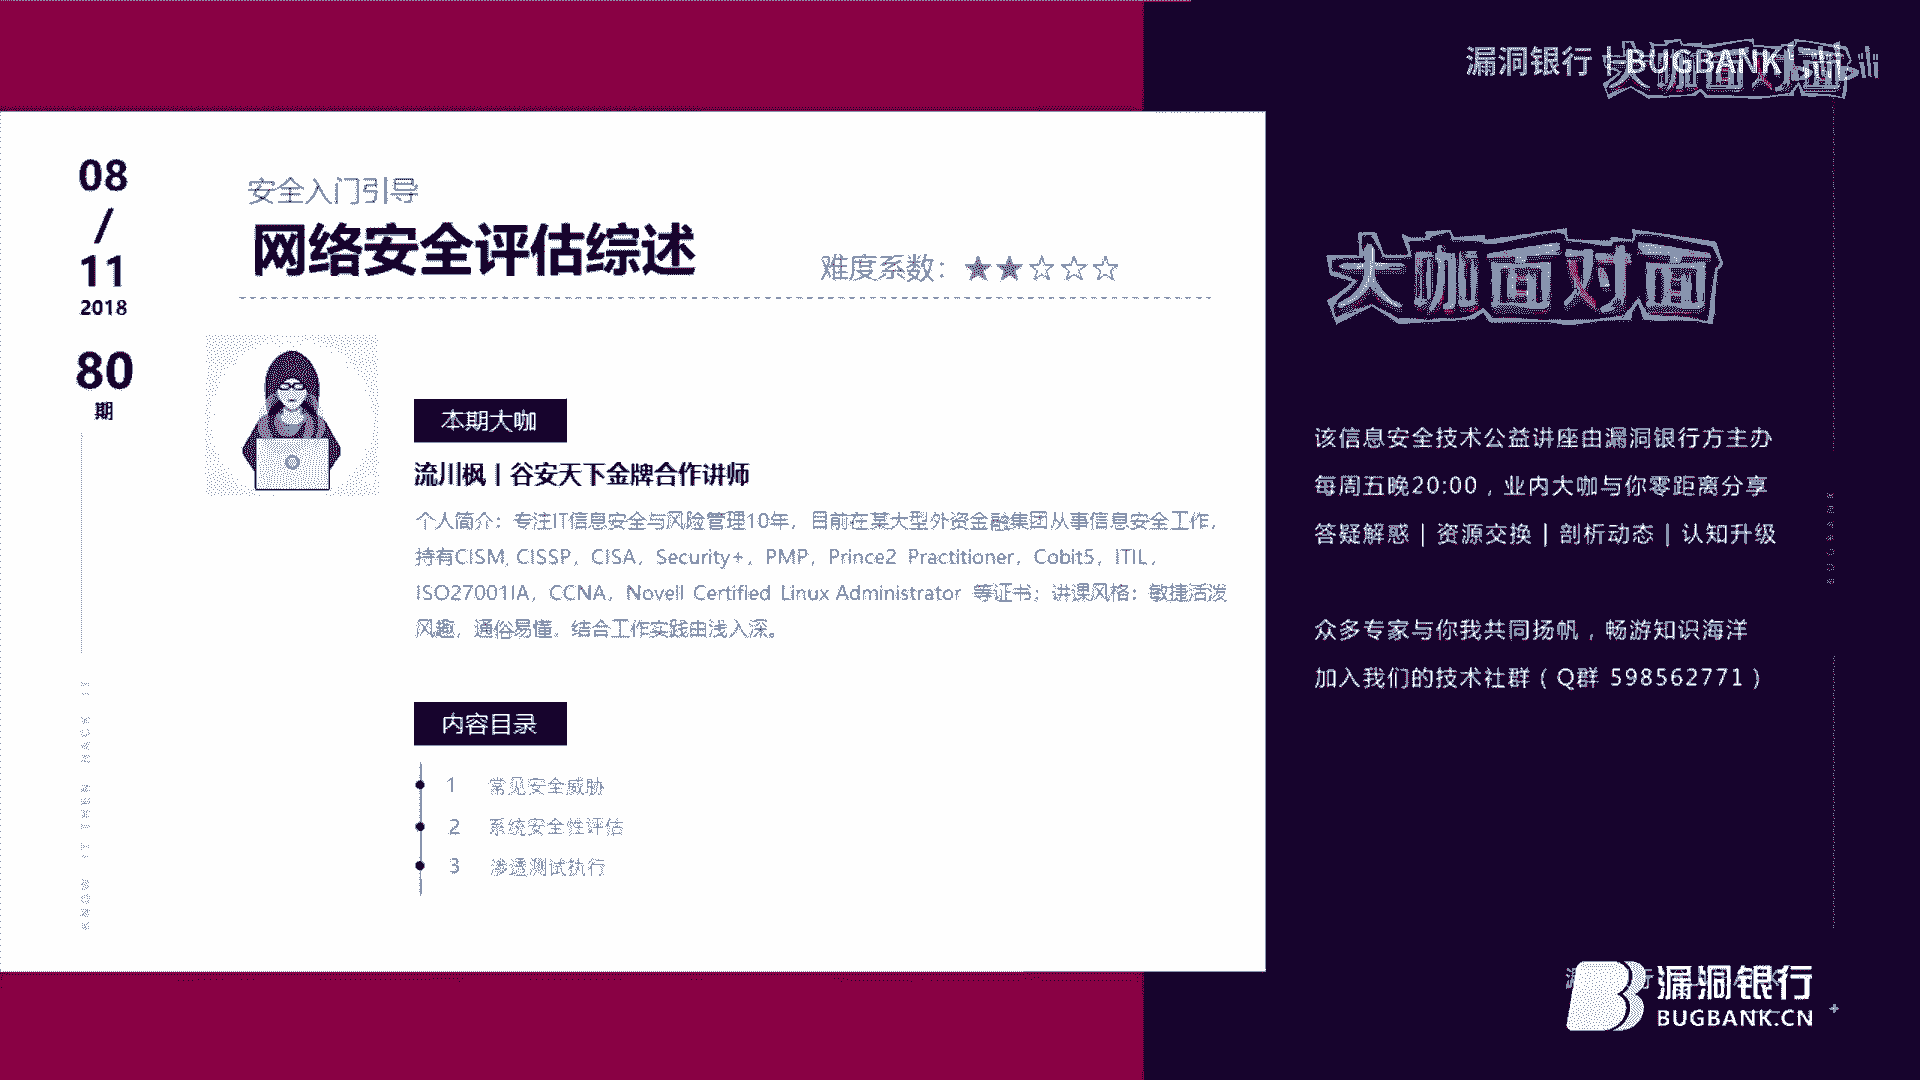 漏洞银行 | BUGBANK
大咖面对面
08
/
11
2018
80
期
安全入门引导
网络安全评估综述
难度系数：★★☆☆☆
本期大咖
流川枫丨谷安天下金牌合作讲师
个人简介：专注IT信息安全与风险管理10年，目前在某大型外资金融集团从事信息安全工作，
持有CISM, CISSP，CISA，Security+，PMP，Prince2 Practitioner，Cobit5，ITIL，
ISO27001IA，CCNA，Novell Certified Linux Administrator 等证书；讲课风格：敏捷活泼
风趣，通俗易懂，结合工作实践由浅入深。
内容目录
1 常见安全威胁
2 系统安全性评估
3 渗透测试执行
大咖面对面
该信息安全技术公益讲座由漏洞银行方主办
每周五晚20:00，业内大咖与你零距离分享
答疑解惑｜资源交换｜剖析动态｜认知升级
众多专家与你我共同扬帆，畅游知识海洋
加入我们的技术社群（Q群 598562771）
BUGBANK
漏洞银行
BUGBANK.CN